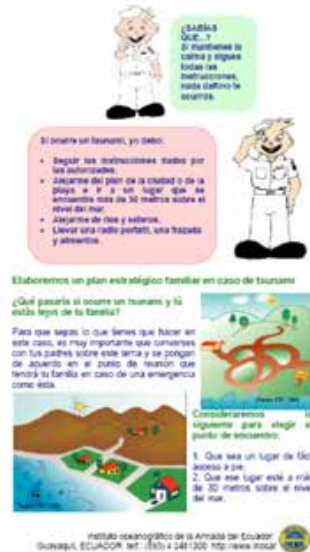 ¿SABÍAS
QUE...?
Si mantienes la
calma y sigues
todas las
instrucciones,
nada dañino te
ocurrirá.
Si ocurre un tsunami, yo debo:
Seguir las instrucciones dadas por
las autoridades.
Alejarme del plan de la ciudad o de la
playa e ir a un lugar que se
encuentre más de 30 metros sobre el
nivel del mar.
Alejarme de ríos y esteros.
Llevar una radio portátil, una frazada
y alimentos.
Elaboremos un plan estratégico familiar en caso de tsunami
¿Qué pasaría si ocurre un tsunami y tú
estás lejos de tu familia?
Para que sepas lo que tienes que hacer en
este caso, es muy importante que converses
con tus padres sobre este tema y se pongan
de acuerdo en el punto de reunión que
tendrá tu familia en caso de una emergencia
como ésta.
Consideraremos lo
siguiente para elegir el
punto de encuentro:
1. Que sea un lugar de fácil
acceso a pie.
2. Que ese lugar esté a más
de 30 metros sobre el nivel
del mar.
Instituto oceanográfico de la Armada del Ecuador
Guayaquil, ECUADOR